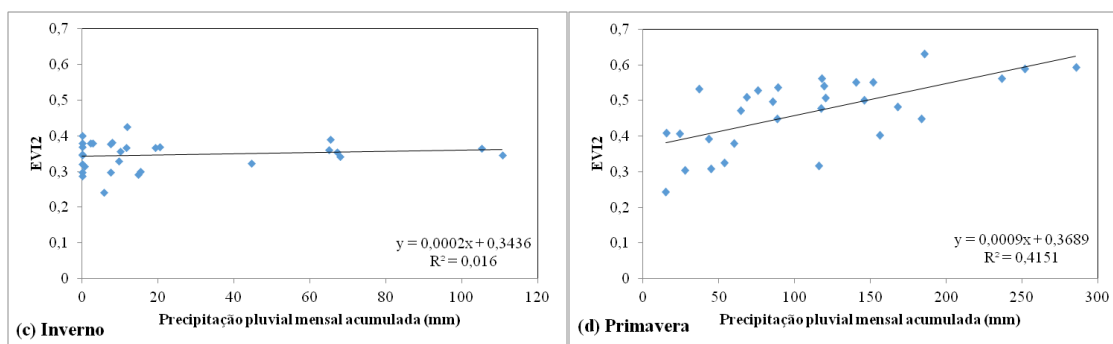 0,7
0,6
0,5
0,4
0,3
0,2
0,1
0
EVI2
y = 0,0002x + 0,3436
R² = 0,016
0 20 40 60 80 100 120
Precipitação pluvial mensal acumulada (mm)
(c) Inverno
0,7
0,6
0,5
0,4
0,3
0,2
0,1
0
EVI2
y = 0,0009x + 0,3689
R² = 0,4151
0 50 100 150 200 250 300
Precipitação pluvial mensal acumulada (mm)
(d) Primavera